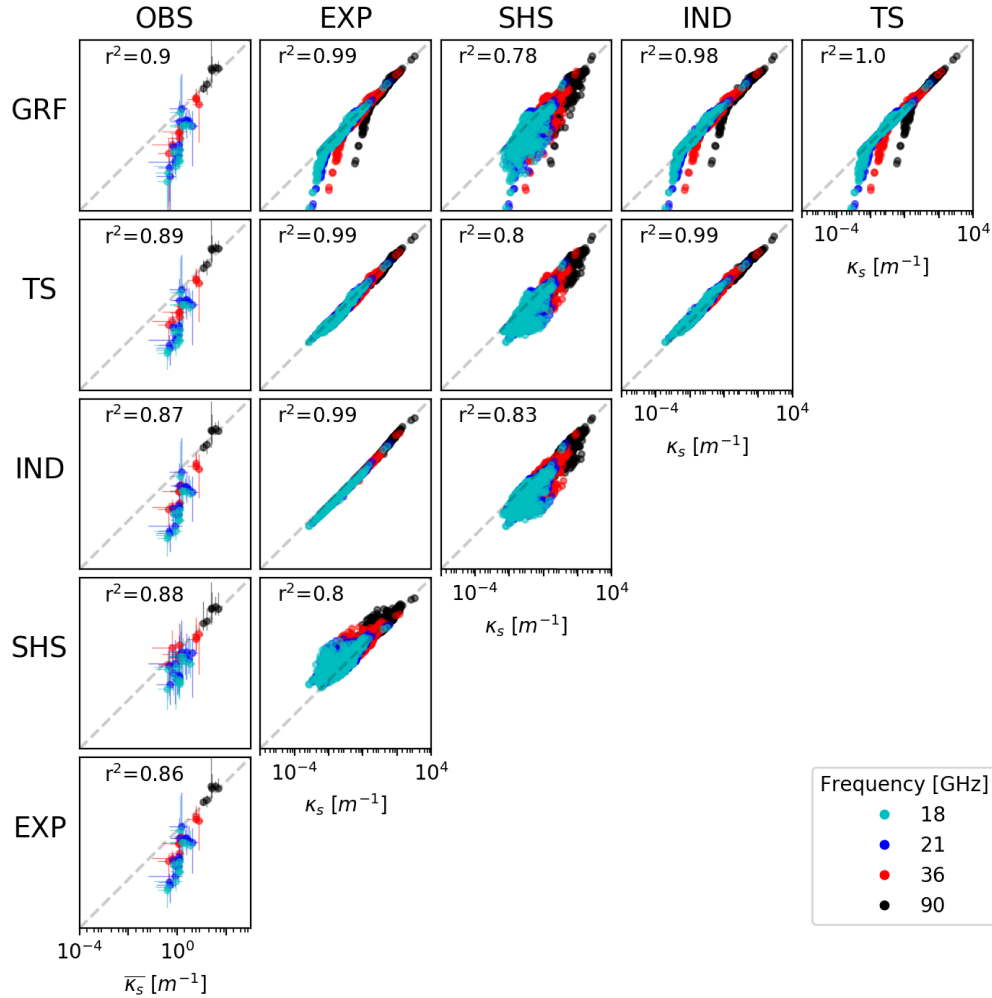 OBS EXP SHS IND TS
GRF r²=0.9 r²=0.99 r²=0.78 r²=0.98 r²=1.0
10⁻⁴ 10⁴
κₛ [m⁻¹]
TS r²=0.89 r²=0.99 r²=0.8 r²=0.99
10⁻⁴ 10⁴
κₛ [m⁻¹]
IND r²=0.87 r²=0.99 r²=0.83
10⁻⁴ 10⁴
κₛ [m⁻¹]
SHS r²=0.88 r²=0.8
10⁻⁴ 10⁴
κₛ [m⁻¹]
EXP r²=0.86
10⁻⁴ 10⁰
κₛ̅ [m⁻¹]
Frequency [GHz]
18
21
36
90